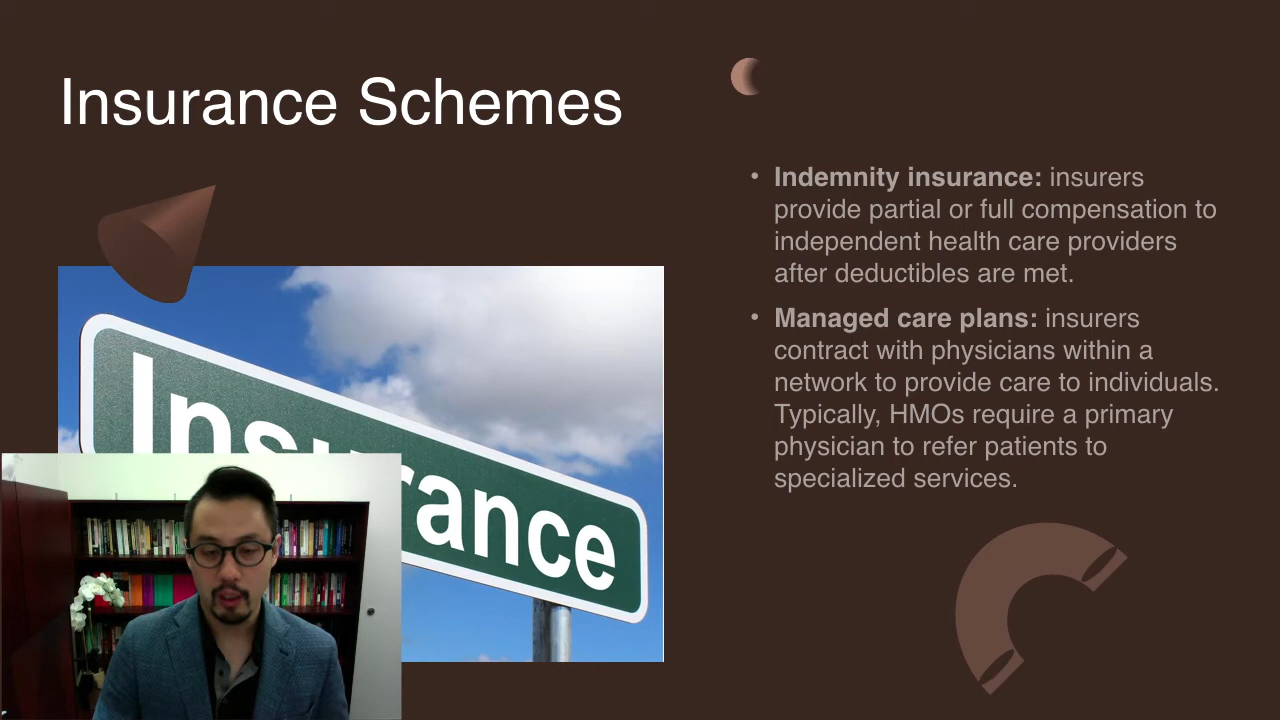 Insurance Schemes
• Indemnity insurance: insurers
provide partial or full compensation to
independent health care providers
after deductibles are met.
• Managed care plans: insurers
contract with physicians within a
network to provide care to individuals.
Typically, HMOs require a primary
physician to refer patients to
specialized services.
Insurance